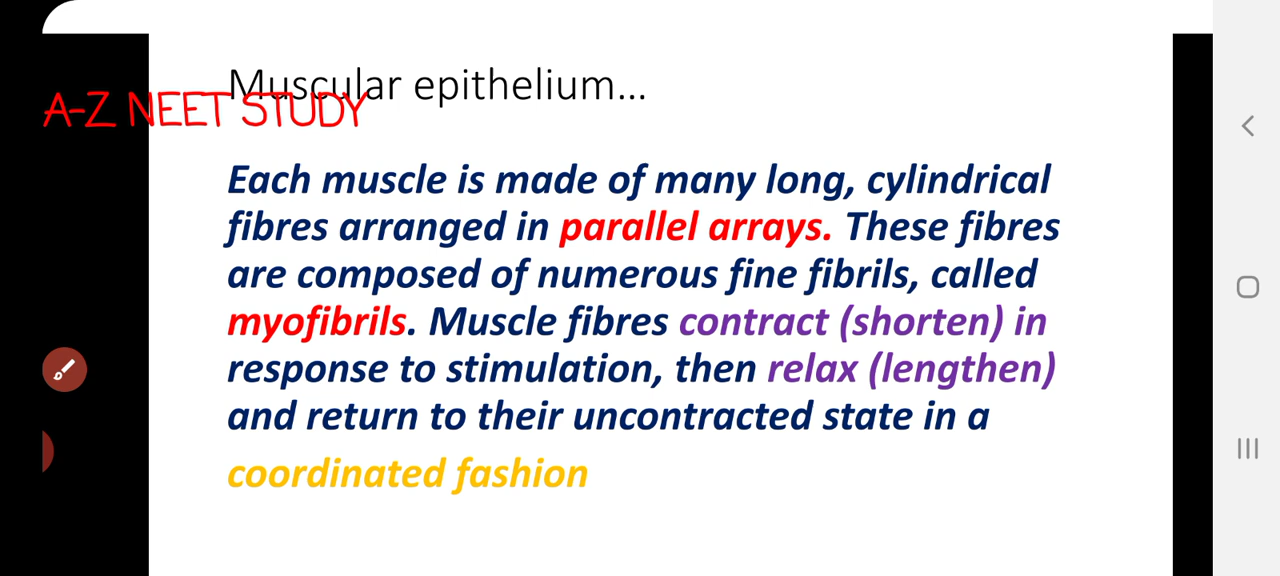 Muscular epithelium...
A-Z NEET STUDY
Each muscle is made of many long, cylindrical
fibres arranged in parallel arrays. These fibres
are composed of numerous fine fibrils, called
myofibrils. Muscle fibres contract (shorten) in
response to stimulation, then relax (lengthen)
and return to their uncontracted state in a
coordinated fashion